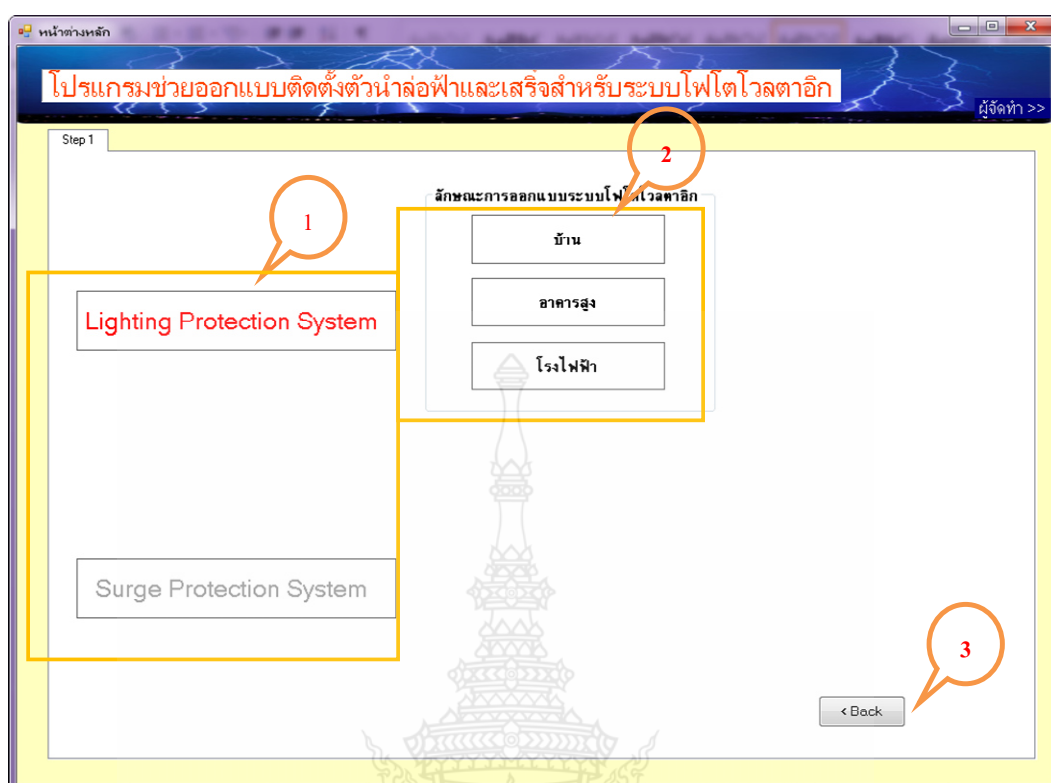 หน้าต่างหลัก
โปรแกรมช่วยออกแบบติดตั้งตัวนำล่อฟ้าและเสริ์จสำหรับระบบโฟโตโวลตาอิก
ผู้จัดทำ >>
Step 1
2
1
ลักษณะการออกแบบระบบโฟโตโวลตาอิก
บ้าน
อาคารสูง
Lighting Protection System
โรงไฟฟ้า
Surge Protection System
3
< Back